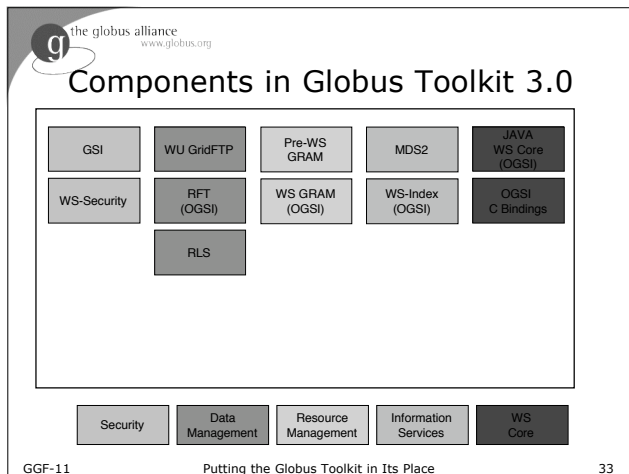 the globus alliance
www.globus.org
g
Components in Globus Toolkit 3.0
GSI
WU GridFTP
Pre-WS
GRAM
MDS2
JAVA
WS Core
(OGSI)
WS-Security
RFT
(OGSI)
WS GRAM
(OGSI)
WS-Index
(OGSI)
OGSI
C Bindings
RLS
Security
Data
Management
Resource
Management
Information
Services
WS
Core
GGF-11
Putting the Globus Toolkit in Its Place
33